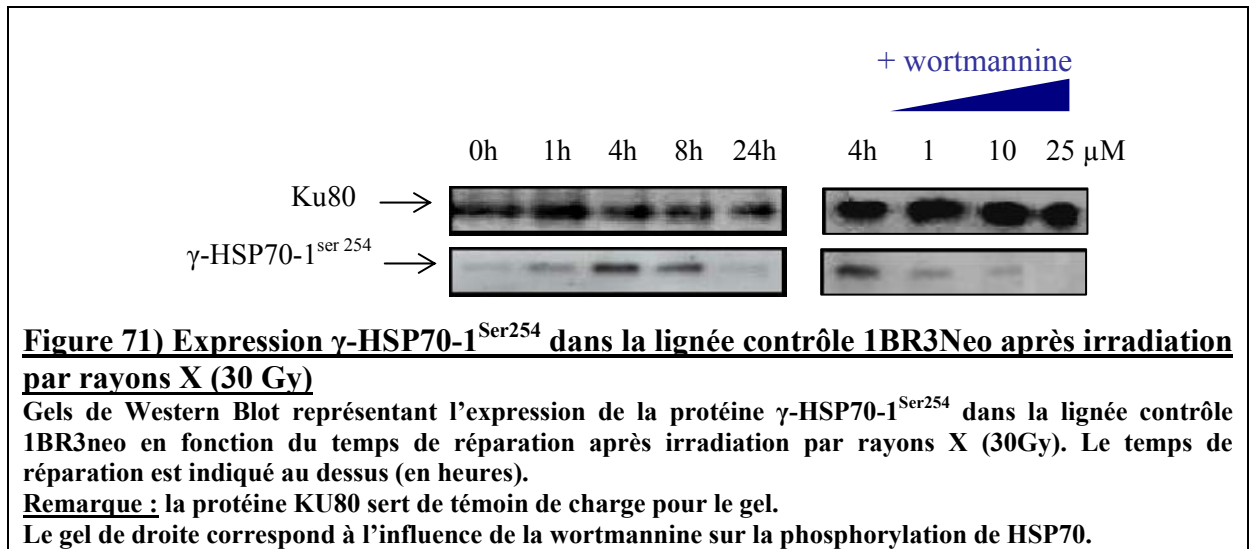 + wortmannine
0h 1h 4h 8h 24h 4h 1 10 25 µM
Ku80
γ-HSP70-1ser 254
Figure 71) Expression γ-HSP70-1Ser254 dans la lignée contrôle 1BR3Neo après irradiation
par rayons X (30 Gy)
Gels de Western Blot représentant l'expression de la protéine γ-HSP70-1Ser254 dans la lignée contrôle
1BR3neo en fonction du temps de réparation après irradiation par rayons X (30Gy). Le temps de
réparation est indiqué au dessus (en heures).
Remarque : la protéine KU80 sert de témoin de charge pour le gel.
Le gel de droite correspond à l'influence de la wortmannine sur la phosphorylation de HSP70.